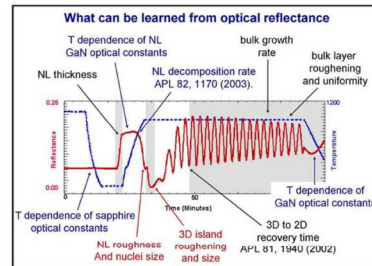 What can be learned from optical reflectance
T dependence of NL
GaN optical constants
bulk growth
rate
bulk layer
roughening
and uniformity
NL thickness
NL decomposition rate
APL 82, 1170 (2003).
0.25
1200
Reflectance
Temperature
0.00
50
Time (Minutes)
T dependence of sapphire
optical constants
T dependence of
GaN optical constants
NL roughness
And nuclei size
3D island
roughening
and size
3D to 2D
recovery time
APL 81, 1940 (2002)